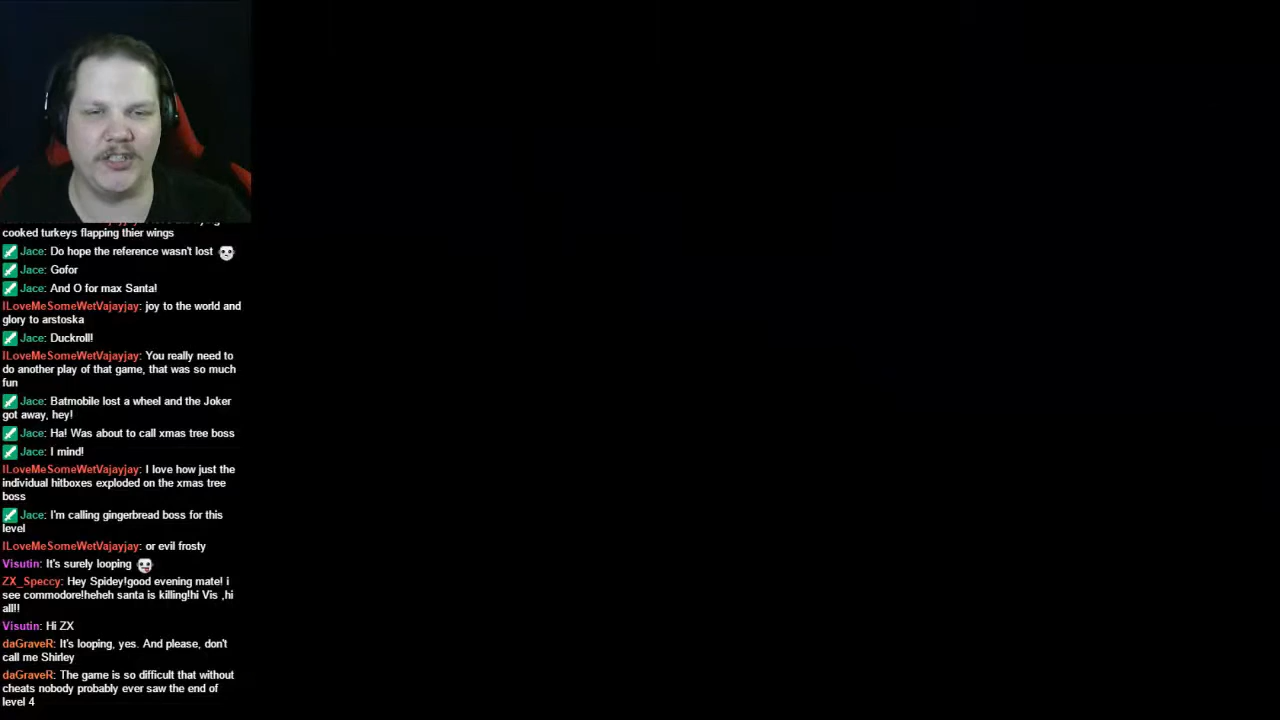 cooked turkeys flapping thier wings
Jace: Do hope the reference wasn't lost
Jace: Gofor
Jace: And O for max Santa!
ILoveMeSomeWetVajayjay: joy to the world and
glory to arstoska
Jace: Duckroll!
ILoveMeSomeWetVajayjay: You really need to
do another play of that game, that was so much
fun
Jace: Batmobile lost a wheel and the Joker
got away, hey!
Jace: Ha! Was about to call xmas tree boss
Jace: I mind!
ILoveMeSomeWetVajayjay: I love how just the
individual hitboxes exploded on the xmas tree
boss
Jace: I'm calling gingerbread boss for this
level
ILoveMeSomeWetVajayjay: or evil frosty
Visutin: It's surely looping
ZX_Speccy: Hey Spidey!good evening mate! i
see commodore!heheh santa is killing!hi Vis ,hi
all!!
Visutin: Hi ZX
daGraveR: It's looping, yes. And please, don't
call me Shirley
daGraveR: The game is so difficult that without
cheats nobody probably ever saw the end of
level 4